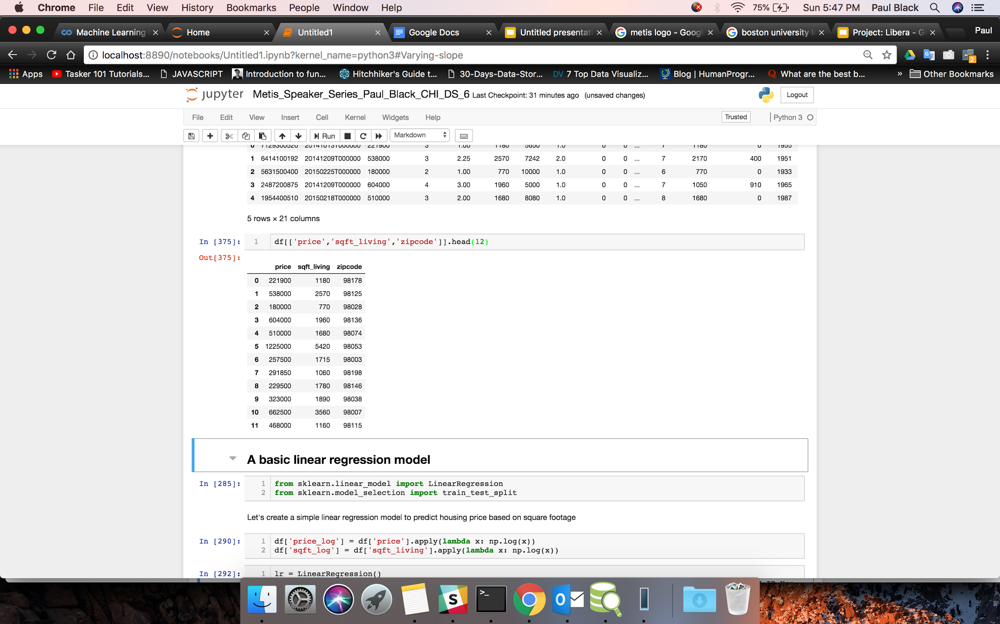 Chrome File Edit View History Bookmarks People Window Help 75% Sun 5:47 PM Paul Black
Machine Learning Home Untitled1 Google Docs Untitled presentati metis logo - Googl boston university l Project: Libera - G Paul
localhost:8890/notebooks/Untitled1.ipynb?kernel_name=python3#Varying-slope
2
Apps Tasker 101 Tutorials... JAVASCRIPT Introduction to fun... Hitchhiker's Guide t... 30-Days-Data-Stor... DV 7 Top Data Visualiz... Blog | HumanProgr... What are the best b... » Other Bookmarks
jupyter Metis_Speaker_Series_Paul_Black_CHI_DS_6 Last Checkpoint: 31 minutes ago (unsaved changes) Logout
File Edit View Insert Cell Kernel Widgets Help Trusted Python 3
Run Markdown
0 7129300520 20141013T000000 221900 3 1.00 1180 5650 1.0 0 0 ... 7 1180 0 1955
1 6414100192 20141209T000000 538000 3 2.25 2570 7242 2.0 0 0 ... 7 2170 400 1951
2 5631500400 20150225T000000 180000 2 1.00 770 10000 1.0 0 0 ... 6 770 0 1933
3 2487200875 20141209T000000 604000 4 3.00 1960 5000 1.0 0 0 ... 7 1050 910 1965
4 1954400510 20150218T000000 510000 3 2.00 1680 8080 1.0 0 0 ... 8 1680 0 1987
5 rows × 21 columns
In [375]: 1 df[['price','sqft_living','zipcode']].head(12)
Out[375]:
price sqft_living zipcode
0 221900 1180 98178
1 538000 2570 98125
2 180000 770 98028
3 604000 1960 98136
4 510000 1680 98074
5 1225000 5420 98053
6 257500 1715 98003
7 291850 1060 98198
8 229500 1780 98146
9 323000 1890 98038
10 662500 3560 98007
11 468000 1160 98115
A basic linear regression model
In [285]: 1 from sklearn.linear_model import LinearRegression
2 from sklearn.model_selection import train_test_split
Let's create a simple linear regression model to predict housing price based on square footage
In [290]: 1 df['price_log'] = df['price'].apply(lambda x: np.log(x))
2 df['sqft_log'] = df['sqft_living'].apply(lambda x: np.log(x))
In [292]: 1 lr = LinearRegression()